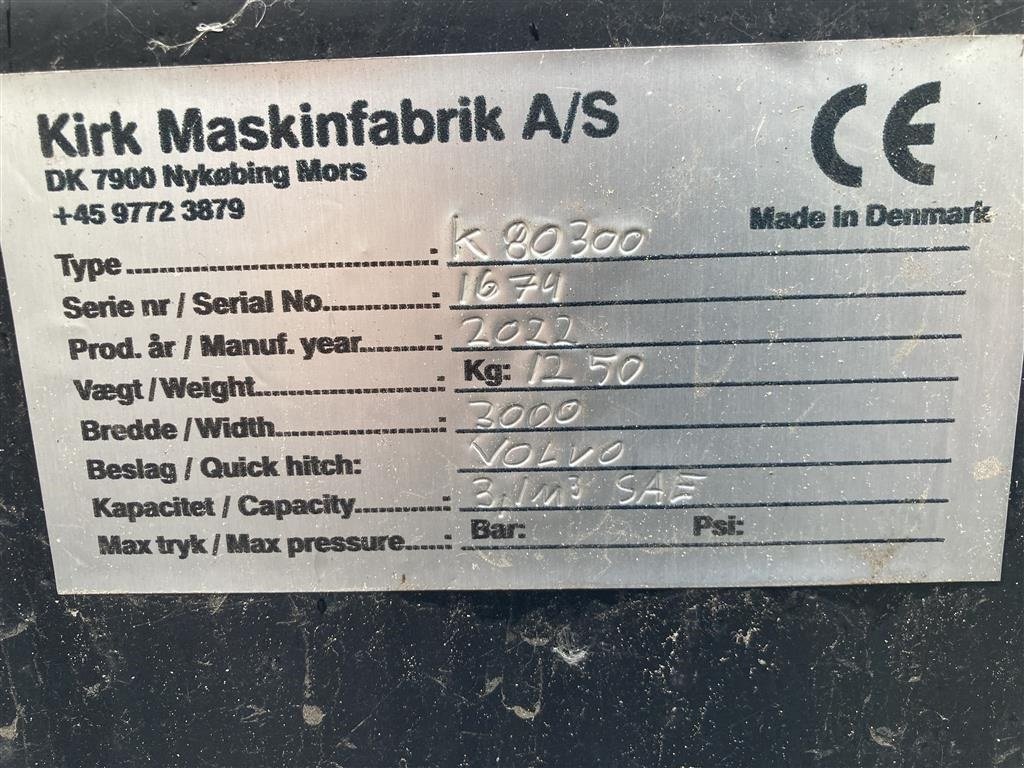 Kirk Maskinfabrik A/S
DK 7900 Nykøbing Mors
+45 9772 3879
CE
Made in Denmark
Type..............................: K 80300
Serie nr / Serial No...........: 1674
Prod. år / Manuf. year........: 2022
Vægt / Weight..................: Kg: 1250
Bredde / Width.................: 3000
Beslag / Quick hitch: VOLVO
Kapacitet / Capacity.........: 3,1m³ SAE
Max tryk / Max pressure.....: Bar: Psi: